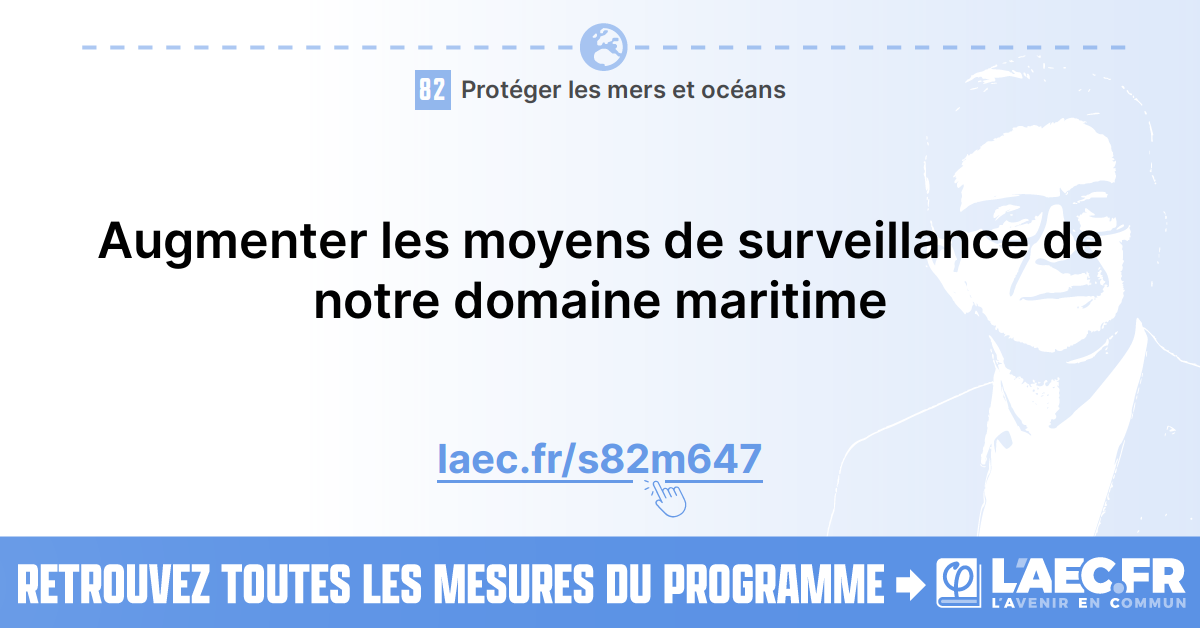 82 Protéger les mers et océans
Augmenter les moyens de surveillance de
notre domaine maritime
laec.fr/s82m647
RETROUVEZ TOUTES LES MESURES DU PROGRAMME
L'AEC.FR
L'AVENIR EN COMMUN